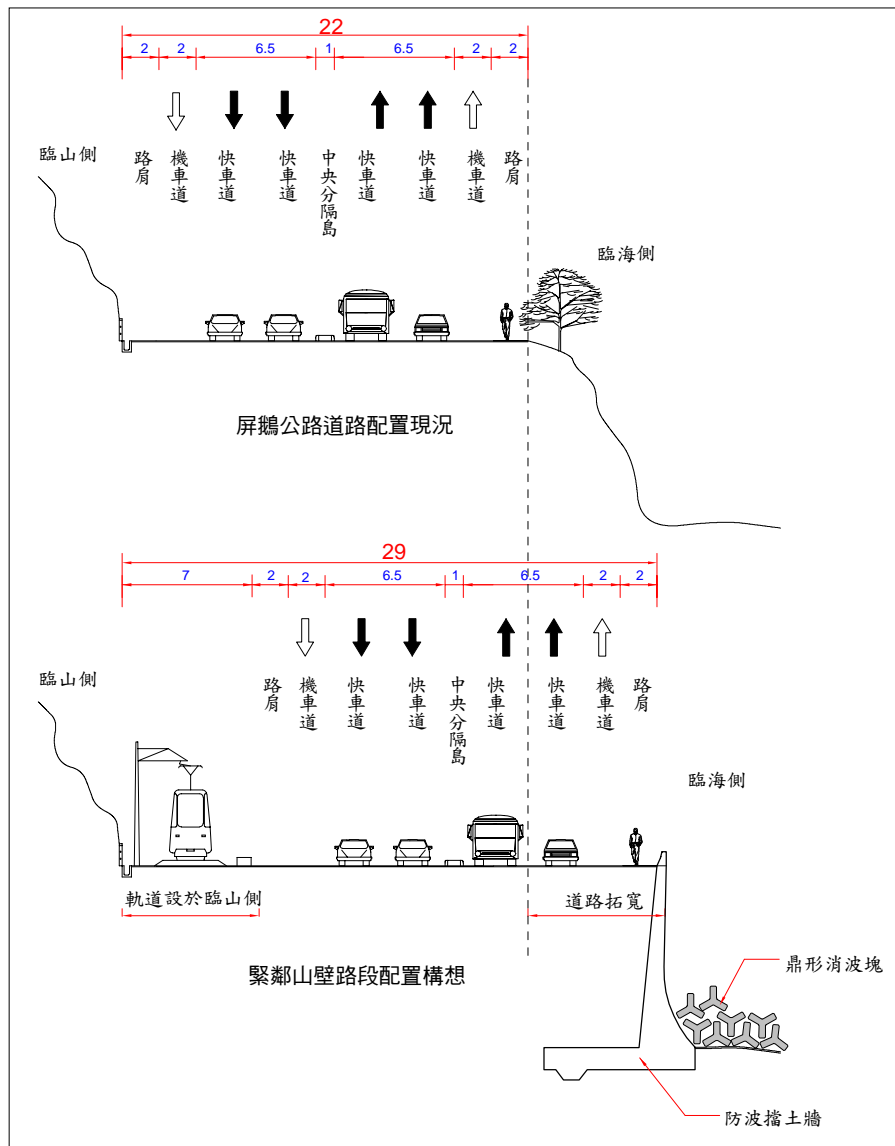 22
2 2 6.5 1 6.5 2 2
臨山側
路肩
機車道
快車道
快車道
中央分隔島
快車道
快車道
機車道
路肩
臨海側
屏鵝公路道路配置現況
29
7 2 2 6.5 1 6.5 2 2
臨山側
路肩
機車道
快車道
快車道
中央分隔島
快車道
快車道
機車道
路肩
臨海側
軌道設於臨山側
道路拓寬
緊鄰山壁路段配置構想
鼎形消波塊
防波擋土牆